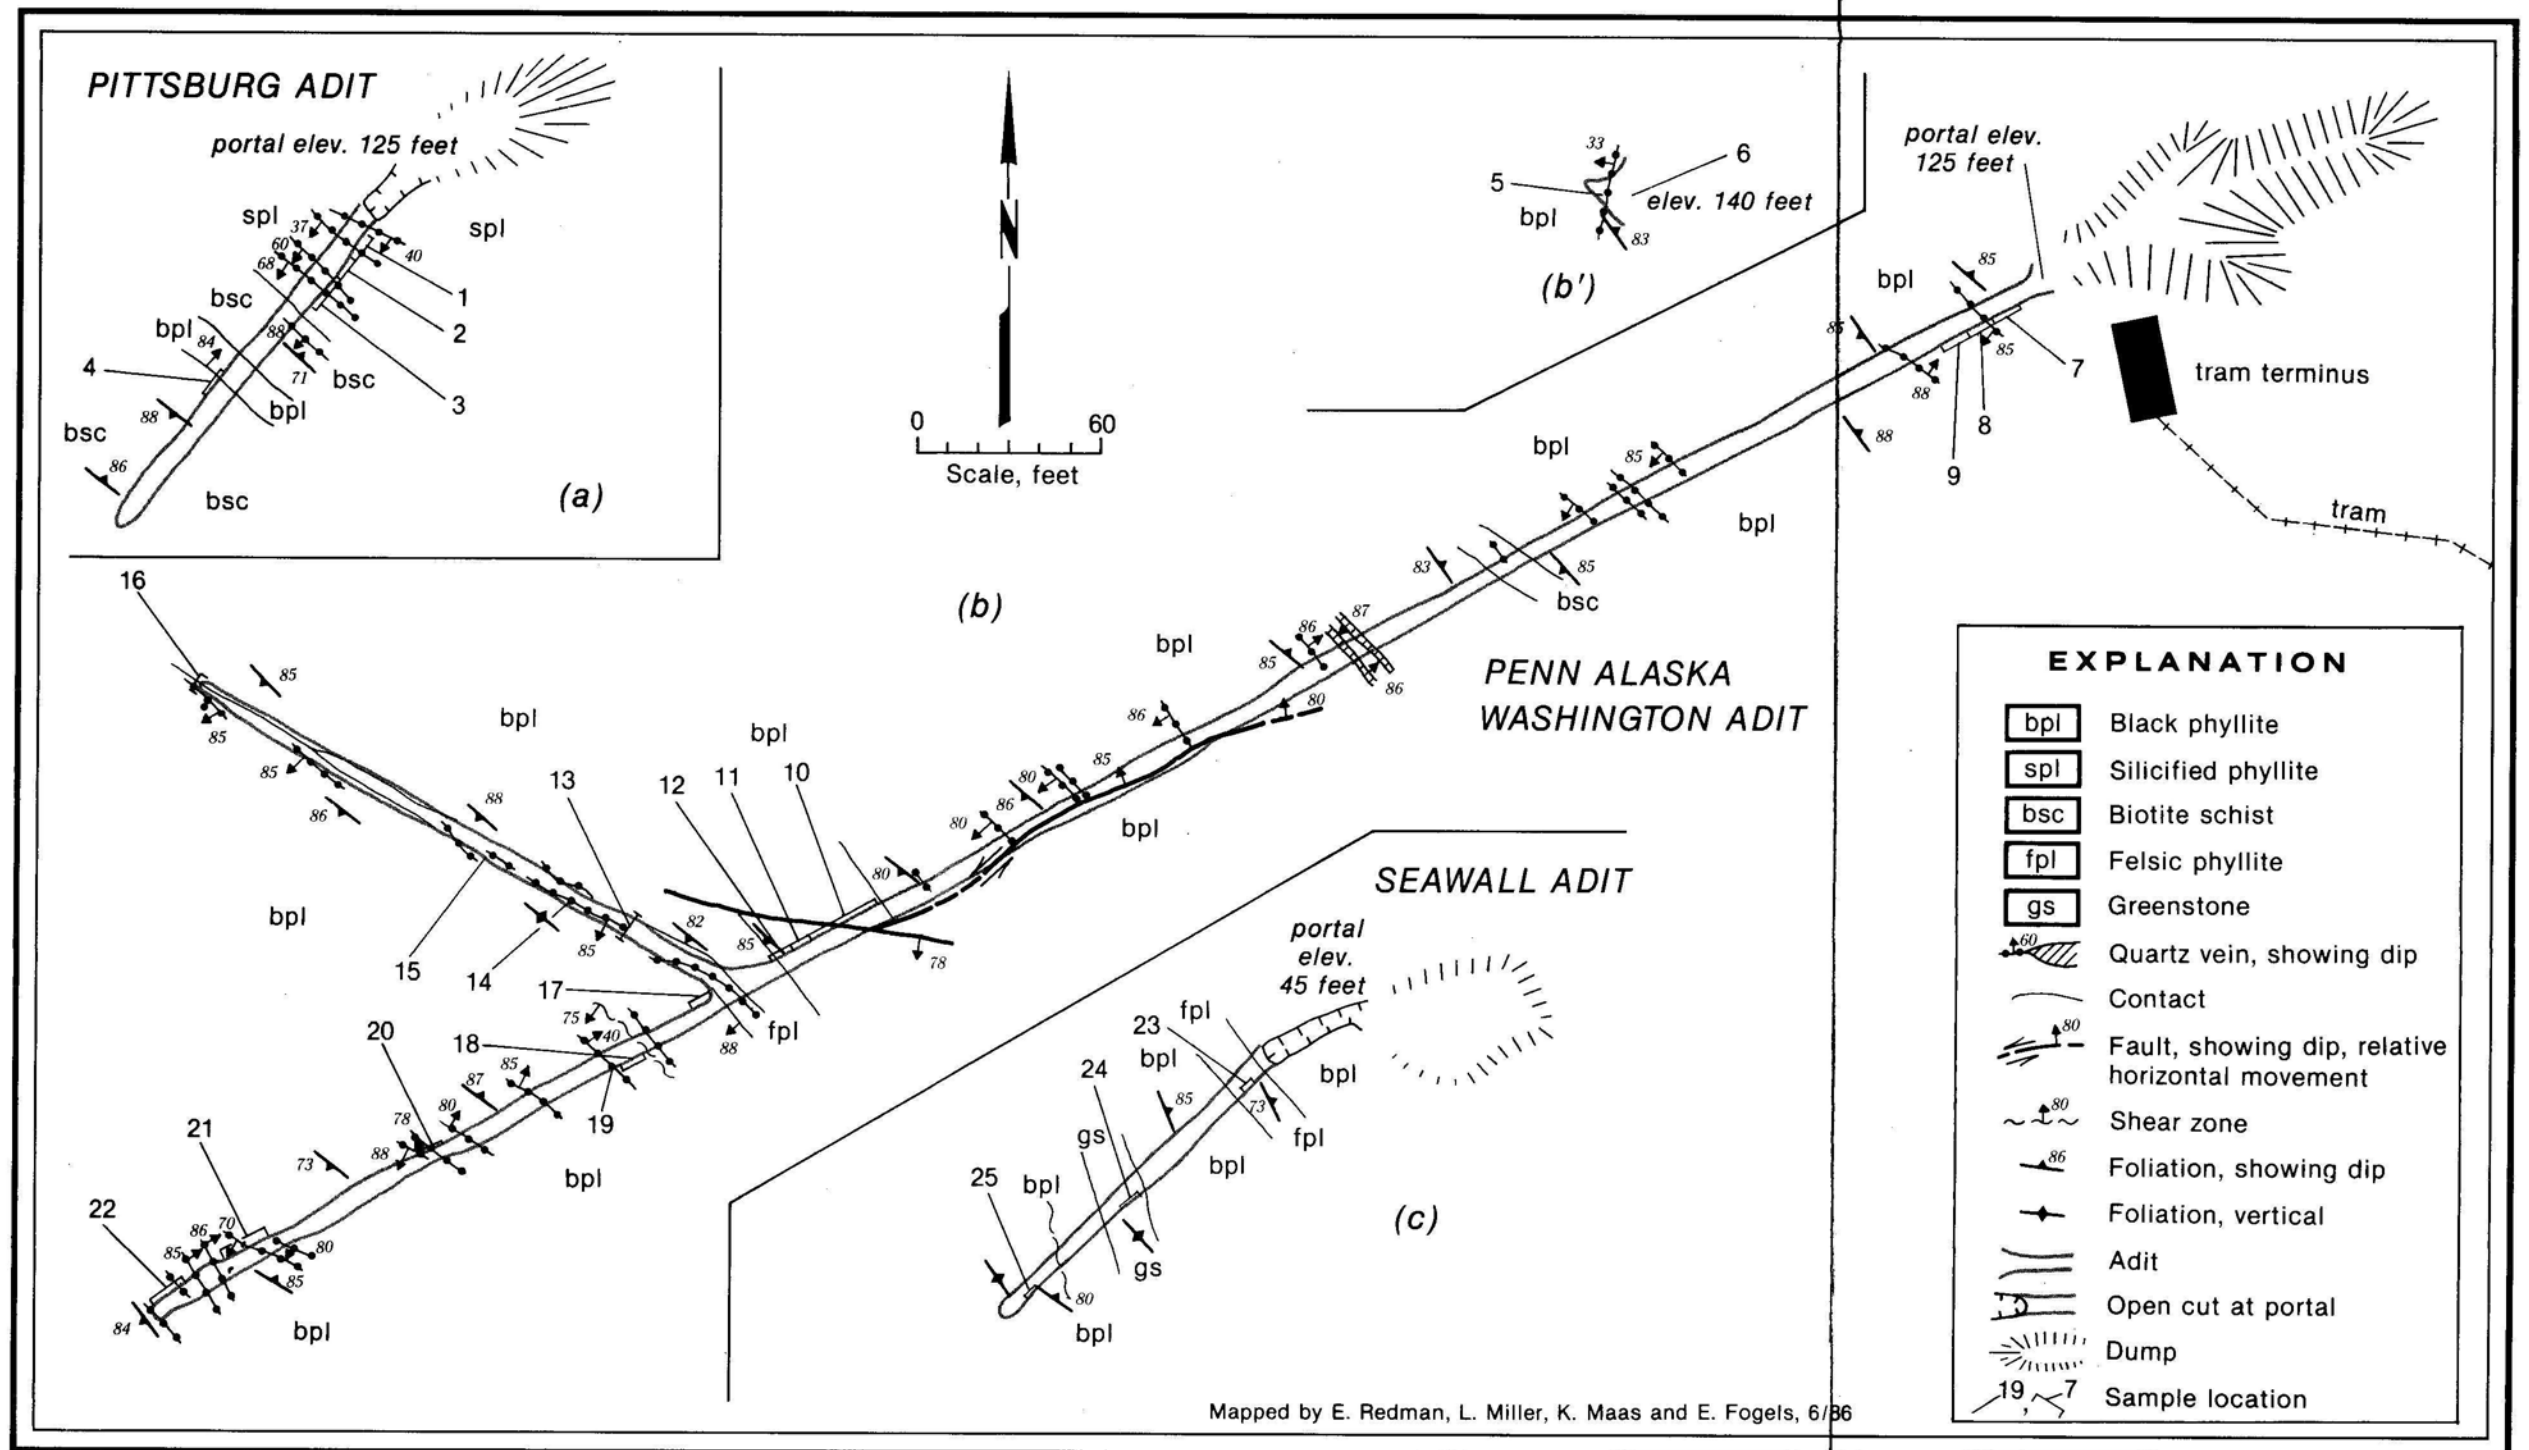 PITTSBURG ADIT
portal elev. 125 feet
spl
spl
37
60
68
40
bsc
1
2
bpl
84
88
71
bsc
3
4
bpl
88
bsc
86
bsc
(a)
N
0 60
Scale, feet
33
6
5
elev. 140 feet
bpl
83
(b')
portal elev.
125 feet
bpl
85
85
85
7
88
8
88
9
tram terminus
tram
bpl
85
bpl
83
85
bsc
(b)
87
86
bpl
85
86
80
PENN ALASKA
WASHINGTON ADIT
16
85
bpl
bpl
86
85
85
13
12
11
10
85
80
86
88
86
80
bpl
80
82
85
78
bpl
85
15
14
17
fpl
88
75
40
18
20
85
87
19
80
78
88
bpl
21
73
22
86
70
85
80
85
84
bpl
SEAWALL ADIT
portal
elev.
45 feet
fpl
23
bpl
bpl
24
85
73
fpl
gs
bpl
25
bpl
gs
80
bpl
(c)
EXPLANATION
bpl Black phyllite
spl Silicified phyllite
bsc Biotite schist
fpl Felsic phyllite
gs Greenstone
60 Quartz vein, showing dip
Contact
80 Fault, showing dip, relative
horizontal movement
80 Shear zone
86 Foliation, showing dip
Foliation, vertical
Adit
Open cut at portal
Dump
19, 7 Sample location
Mapped by E. Redman, L. Miller, K. Maas and E. Fogels, 6/86